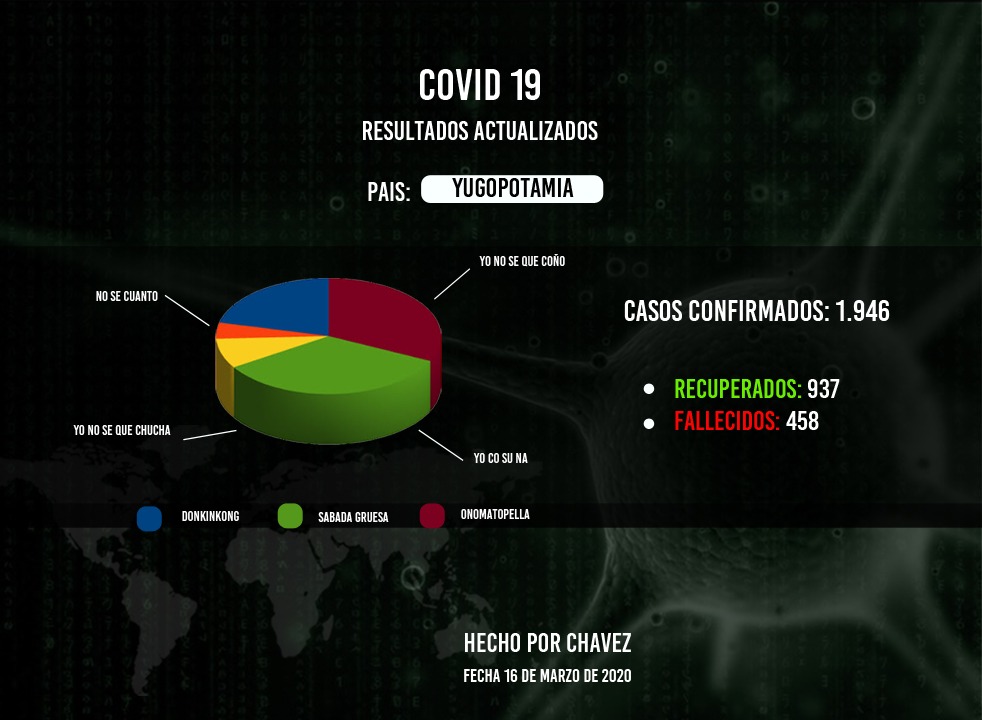 COVID 19
RESULTADOS ACTUALIZADOS
PAIS: YUGOPOTAMIA
YO NO SE QUE COÑO
NO SE CUANTO
CASOS CONFIRMADOS: 1.946
RECUPERADOS: 937
FALLECIDOS: 458
YO NO SE QUE CHUCHA
YO CO SU NA
DONKINKONG SABADA GRUESA ONOMATOPELLA
HECHO POR CHAVEZ
FECHA 16 DE MARZO DE 2020